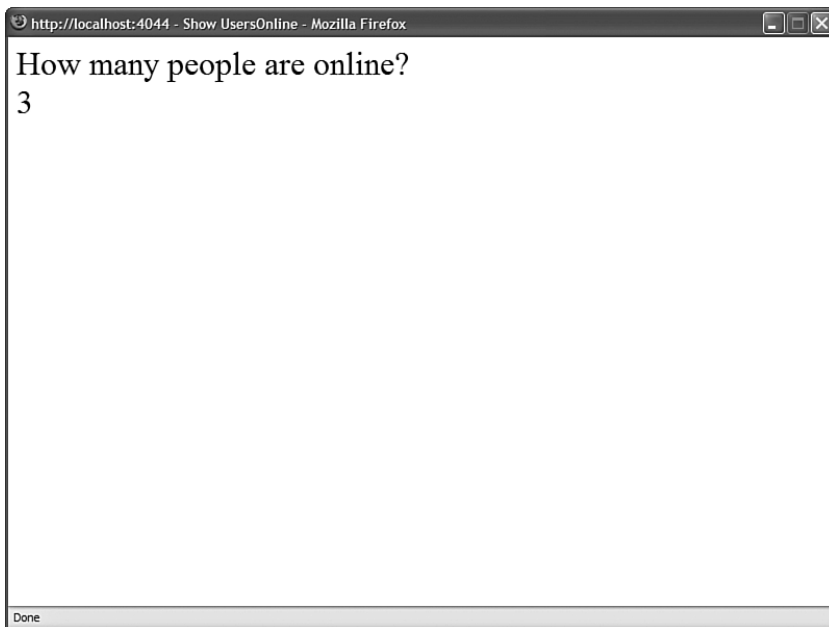 http://localhost:4044 - Show UsersOnline - Mozilla Firefox
How many people are online?
3
Done